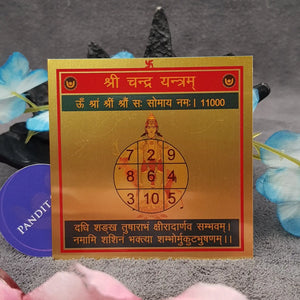 श्री चन्द्र यन्त्रम्
ऊँ श्रां श्रीं श्रौं सः सोमाय नमः। 11000
7 2 9
8 6 4
3 10 5
दधि शङ्ख तुषाराभं क्षीरोदार्णव सम्भवम्।
नमामि शशिनं भक्त्या शम्भोर्मुकुटभुषणम्।।
PANDIT